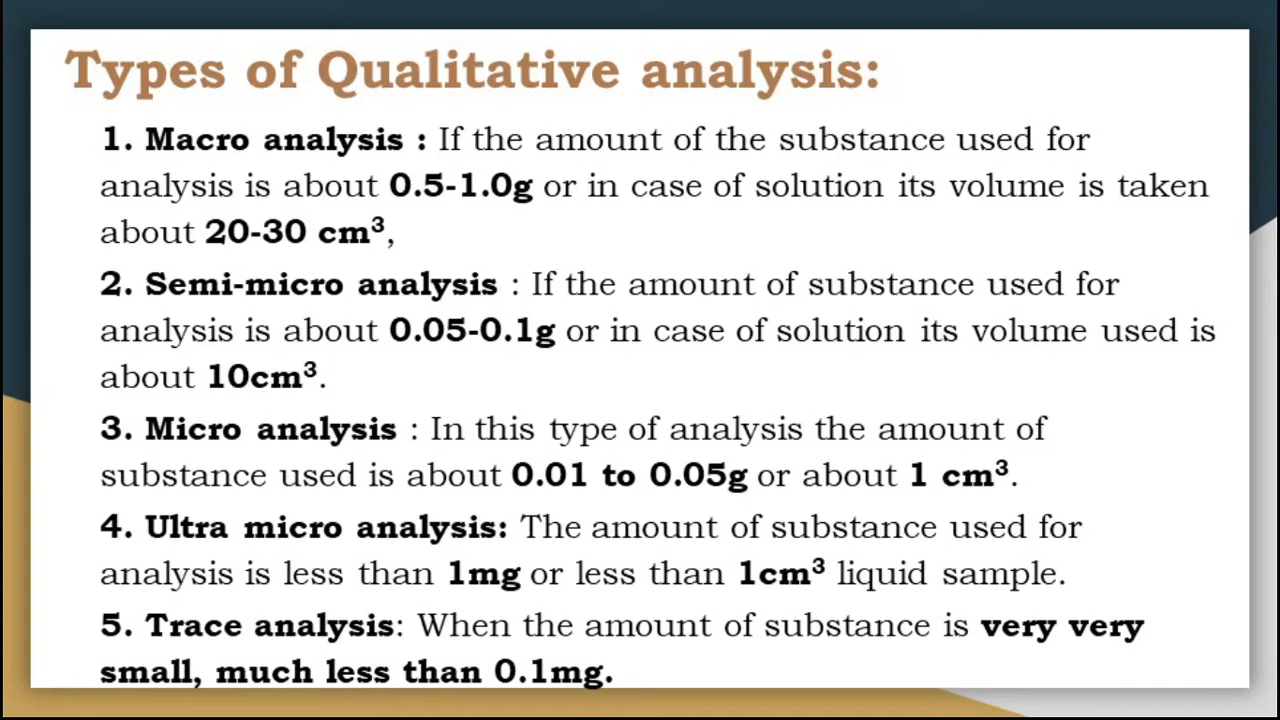 Types of Qualitative analysis:
1. Macro analysis : If the amount of the substance used for
analysis is about 0.5-1.0g or in case of solution its volume is taken
about 20-30 cm³,
2. Semi-micro analysis : If the amount of substance used for
analysis is about 0.05-0.1g or in case of solution its volume used is
about 10cm³.
3. Micro analysis : In this type of analysis the amount of
substance used is about 0.01 to 0.05g or about 1 cm³.
4. Ultra micro analysis: The amount of substance used for
analysis is less than 1mg or less than 1cm³ liquid sample.
5. Trace analysis: When the amount of substance is very very
small, much less than 0.1mg.